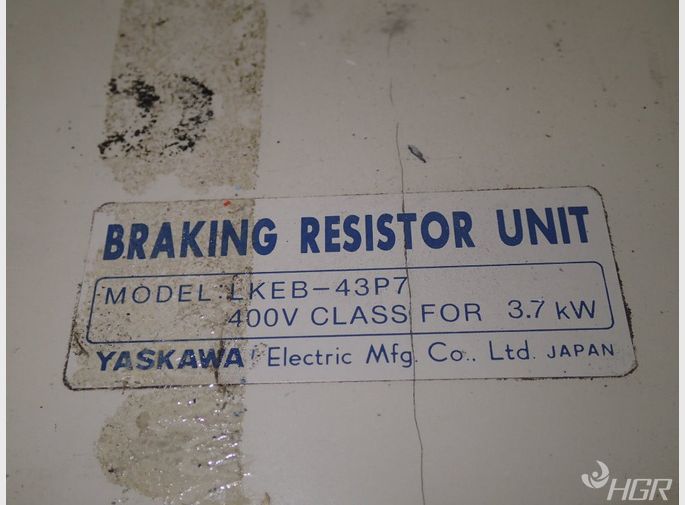 BRAKING RESISTOR UNIT
MODEL: LKEB-43P7
400V CLASS FOR 3.7 kW
YASKAWA Electric Mfg. Co., Ltd. JAPAN
HGR